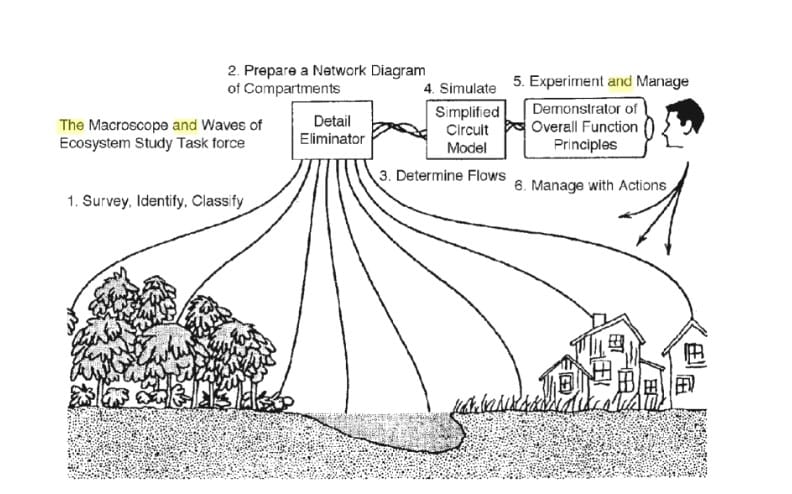 2. Prepare a Network Diagram
of Compartments
4. Simulate
5. Experiment and Manage
The Macroscope and Waves of
Ecosystem Study Task force
Detail
Eliminator
Simplified
Circuit
Model
Demonstrator of
Overall Function
Principles
3. Determine Flows
6. Manage with Actions
1. Survey, Identify, Classify